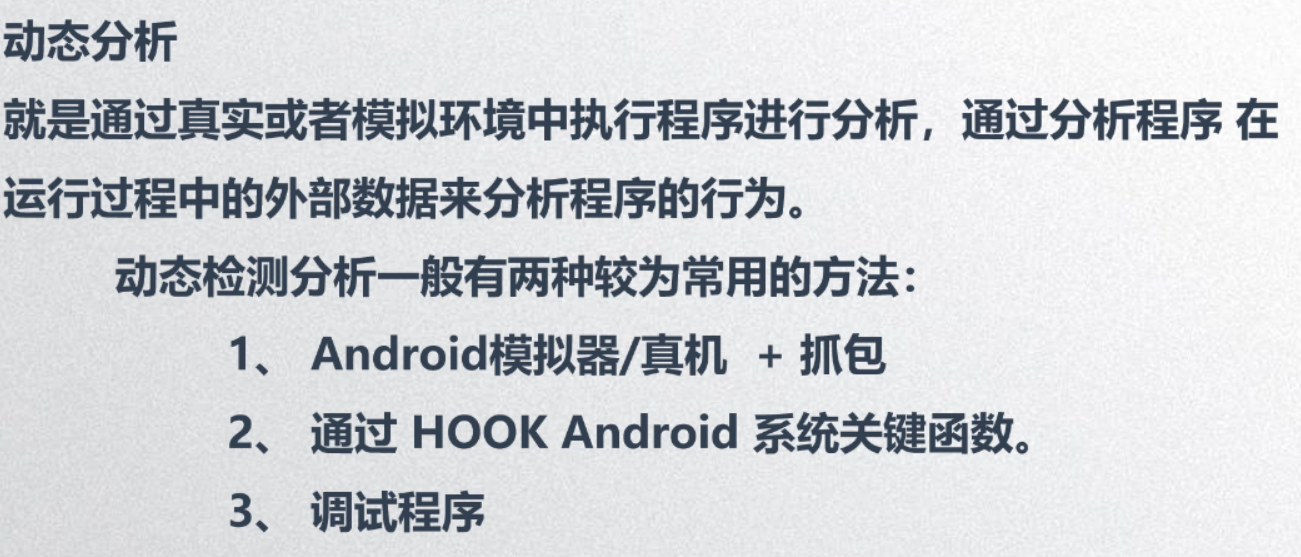 动态分析
就是通过真实或者模拟环境中执行程序进行分析，通过分析程序 在
运行过程中的外部数据来分析程序的行为。
动态检测分析一般有两种较为常用的方法：
1、 Android模拟器/真机 + 抓包
2、 通过 HOOK Android 系统关键函数。
3、 调试程序